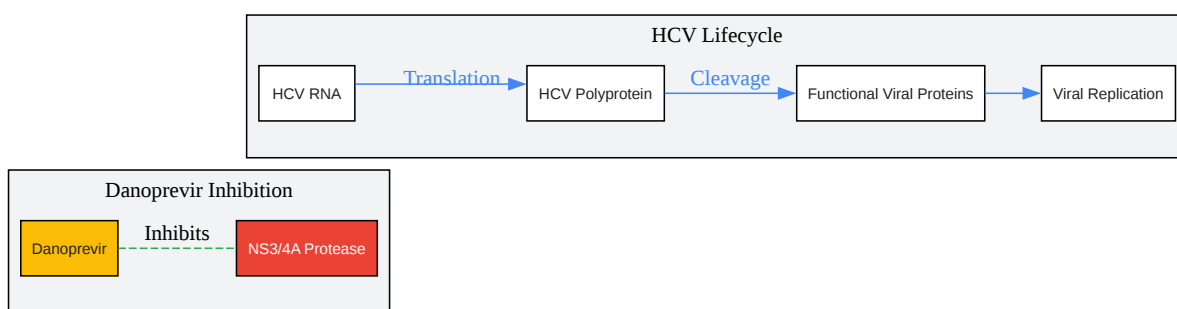 HCV Lifecycle
HCV RNA
Translation
HCV Polyprotein
Cleavage
Functional Viral Proteins
Viral Replication
Danoprevir Inhibition
Danoprevir
Inhibits
NS3/4A Protease